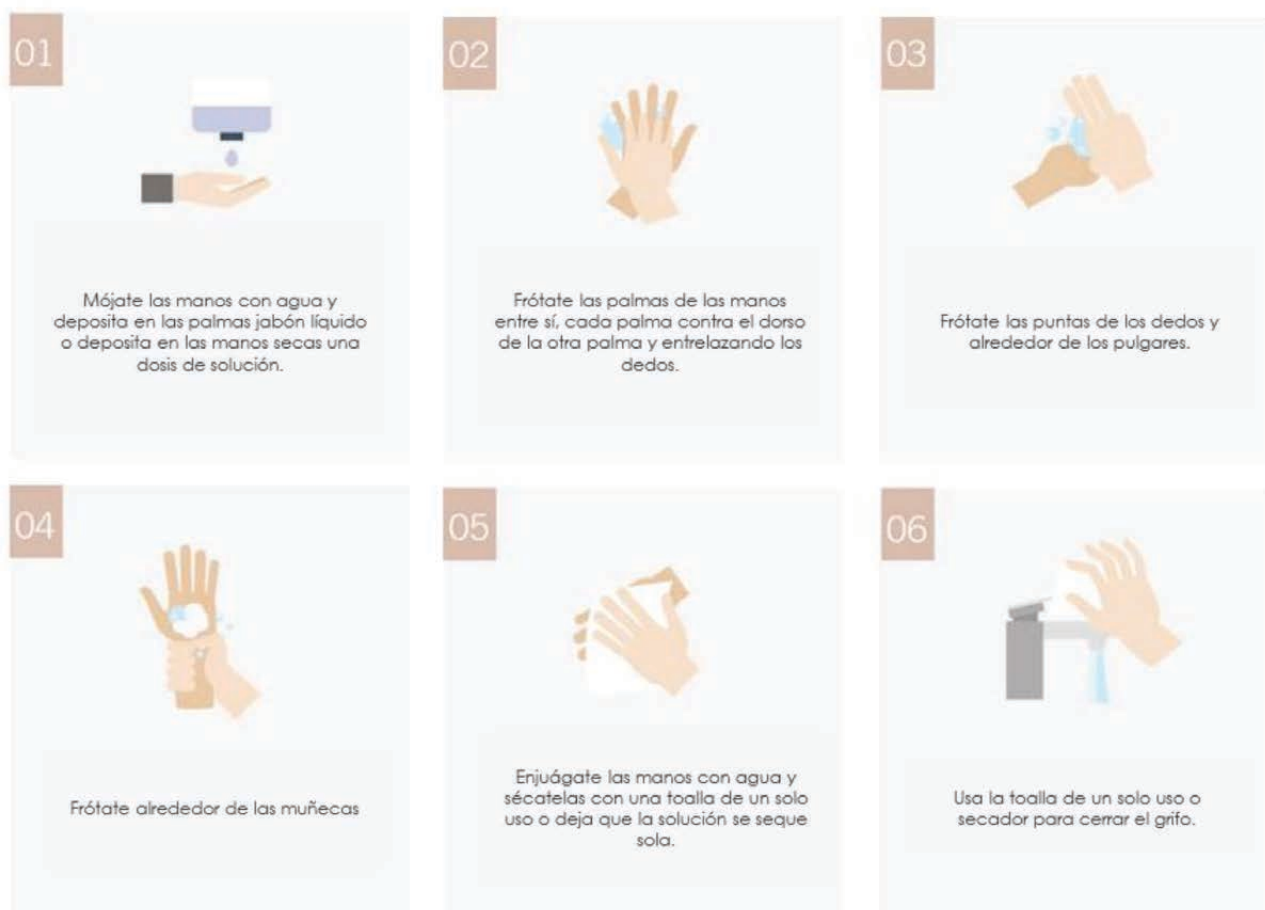 01
Mójate las manos con agua y
deposita en las palmas jabón líquido
o deposita en las manos secas una
dosis de solución.
02
Frótate las palmas de las manos
entre sí, cada palma contra el dorso
de la otra palma y entrelazando los
dedos.
03
Frótate las puntas de los dedos y
alrededor de los pulgares.
04
Frótate alrededor de las muñecas
05
Enjuágate las manos con agua y
sécatelas con una toalla de un solo
uso o deja que la solución se seque
sola.
06
Usa la toalla de un solo uso o
secador para cerrar el grifo.